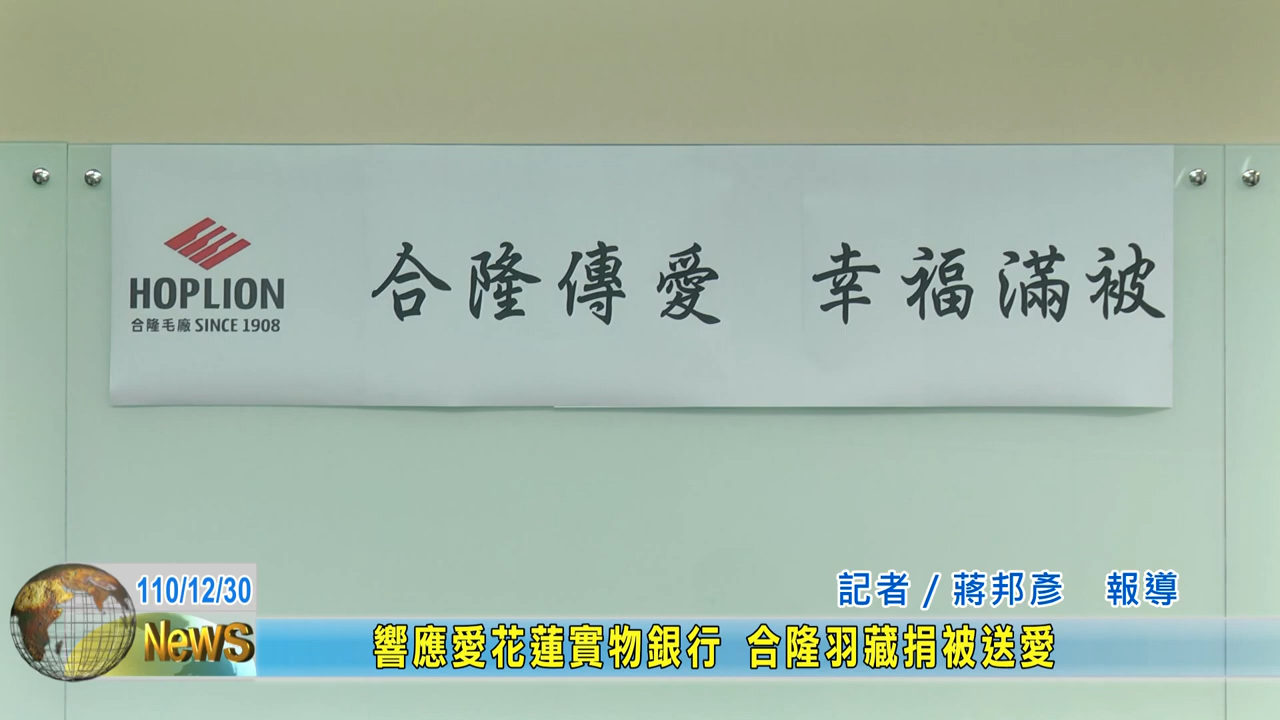 HOPLION
合隆毛廠 SINCE 1908
合隆傳愛 幸福滿被
110/12/30
News
記者/蔣邦彥 報導
響應愛花蓮實物銀行 合隆羽藏捐被送愛